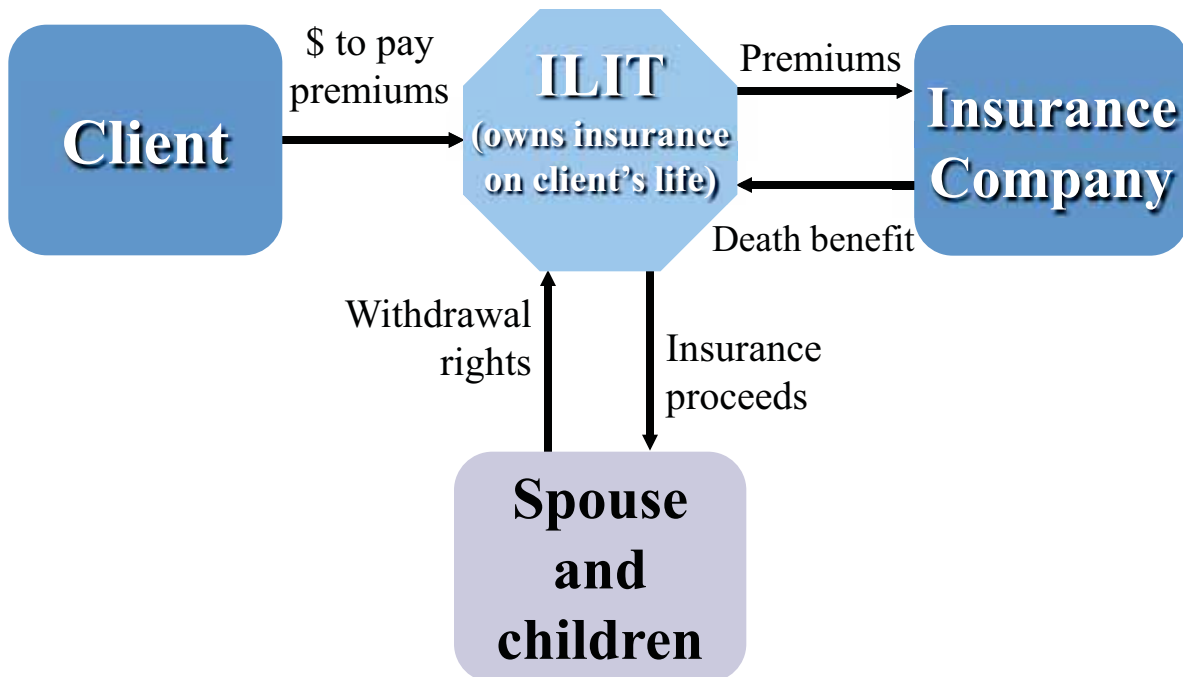 Client
$ to pay
premiums
ILIT
(owns insurance
on client’s life)
Premiums
Insurance
Company
Death benefit
Withdrawal
rights
Insurance
proceeds
Spouse
and
children